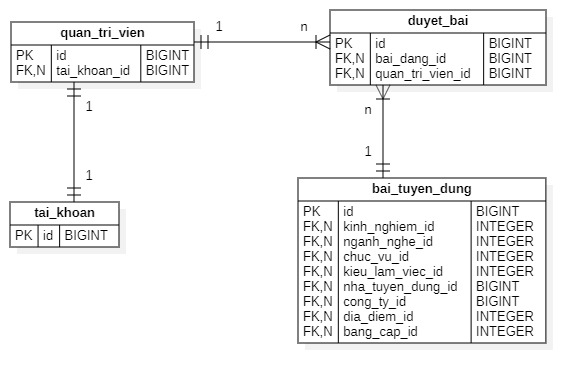 quan_tri_vien
PK id BIGINT
FK,N tai_khoan_id BIGINT
1
n
duyet_bai
PK id BIGINT
FK,N bai_dang_id BIGINT
FK,N quan_tri_vien_id BIGINT
1
1
n
1
tai_khoan
PK id BIGINT
bai_tuyen_dung
PK id BIGINT
FK,N kinh_nghiem_id INTEGER
FK,N nganh_nghe_id INTEGER
FK,N chuc_vu_id INTEGER
FK,N kieu_lam_viec_id INTEGER
FK,N nha_tuyen_dung_id BIGINT
FK,N cong_ty_id BIGINT
FK,N dia_diem_id INTEGER
FK,N bang_cap_id INTEGER